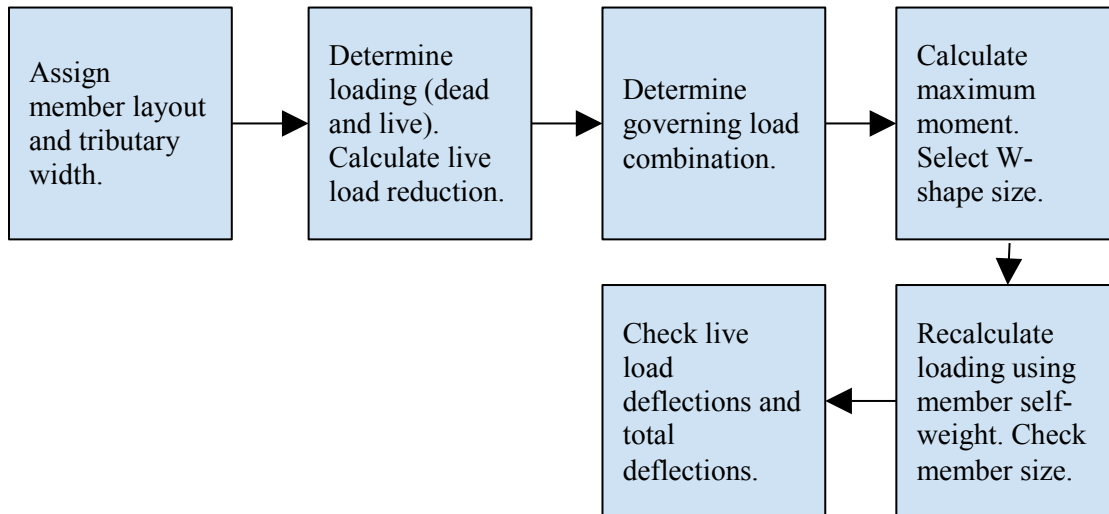 Assign
member layout
and tributary
width.
Determine
loading (dead
and live).
Calculate live
load reduction.
Determine
governing load
combination.
Calculate
maximum
moment.
Select W-
shape size.
Recalculate
loading using
member self-
weight. Check
member size.
Check live
load
deflections and
total
deflections.